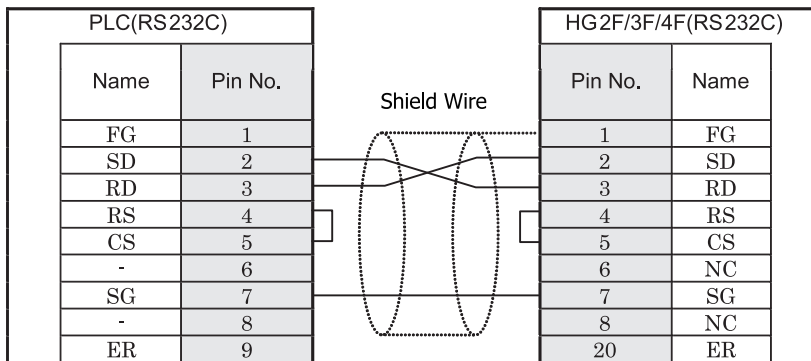 PLC(RS232C) HG2F/3F/4F(RS232C)
Name Pin No. Pin No. Name
Shield Wire
FG 1 1 FG
SD 2 2 SD
RD 3 3 RD
RS 4 4 RS
CS 5 5 CS
- 6 6 NC
SG 7 7 SG
- 8 8 NC
ER 9 20 ER